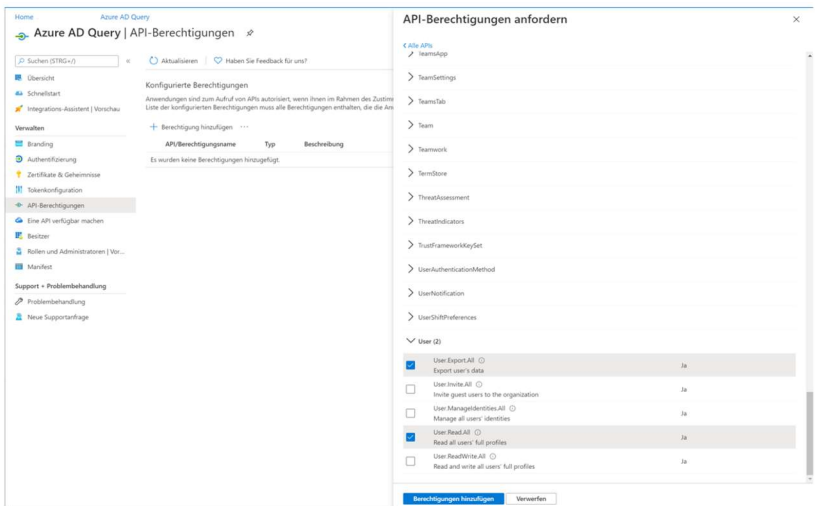 Home Azure AD Query
Azure AD Query | API-Berechtigungen
Suchen (STRG+/)
«
Übersicht
Schnellstart
Integrations-Assistent | Vorschau
Verwalten
Branding
Authentifizierung
Zertifikate & Geheimnisse
Tokenkonfiguration
API-Berechtigungen
Eine API verfügbar machen
Besitzer
Rollen und Administratoren | Vor...
Manifest
Support + Problembehandlung
Problembehandlung
Neue Supportanfrage
Aktualisieren | Haben Sie Feedback für uns?
Konfigurierte Berechtigungen
Anwendungen sind zum Aufruf von APIs autorisiert, wenn ihnen im Rahmen des Zustimm
Liste der konfigurierten Berechtigungen muss alle Berechtigungen enthalten, die die An
+ Berechtigung hinzufügen ...
API/Berechtigungsname Typ Beschreibung
Es wurden keine Berechtigungen hinzugefügt.
API-Berechtigungen anfordern
Alle APIs
TeamsApp
TeamSettings
TeamsTab
Team
Teamwork
TermStore
ThreatAssessment
ThreatIndicators
TrustFrameworkKeySet
UserAuthenticationMethod
UserNotification
UserShiftPreferences
User (2)
User.Export.All
Export user's data
Ja
User.Invite.All
Invite guest users to the organization
Ja
User.ManageIdentities.All
Manage all users' identities
Ja
User.Read.All
Read all users' full profiles
Ja
User.ReadWrite.All
Read and write all users' full profiles
Ja
Berechtigungen hinzufügen Verwerfen